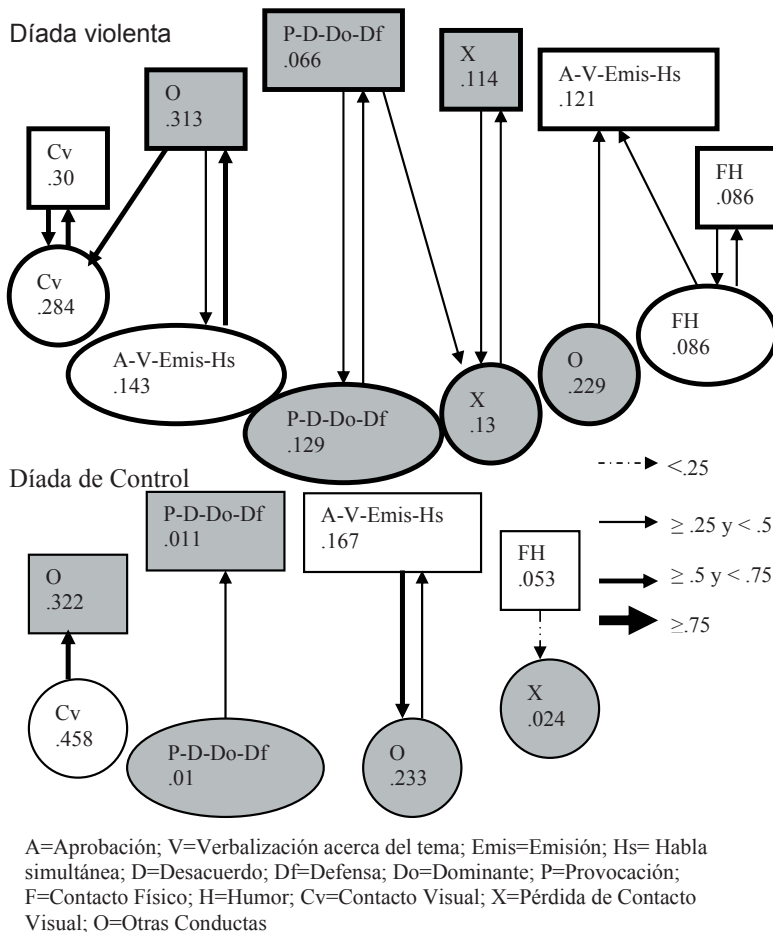 Díada violenta
P-D-Do-Df
.066
O
.313
X
.114
A-V-Emis-Hs
.121
Cv
.30
FH
.086
Cv
.284
A-V-Emis-Hs
.143
P-D-Do-Df
.129
X
.13
O
.229
FH
.086
Díada de Control
<.25
≥ .25 y < .5
≥ .5 y < .75
≥.75
P-D-Do-Df
.011
A-V-Emis-Hs
.167
O
.322
FH
.053
Cv
.458
P-D-Do-Df
.01
O
.233
X
.024
A=Aprobación; V=Verbalización acerca del tema; Emis=Emisión; Hs= Habla
simultánea; D=Desacuerdo; Df=Defensa; Do=Dominante; P=Provocación;
F=Contacto Físico; H=Humor; Cv=Contacto Visual; X=Pérdida de Contacto
Visual; O=Otras Conductas